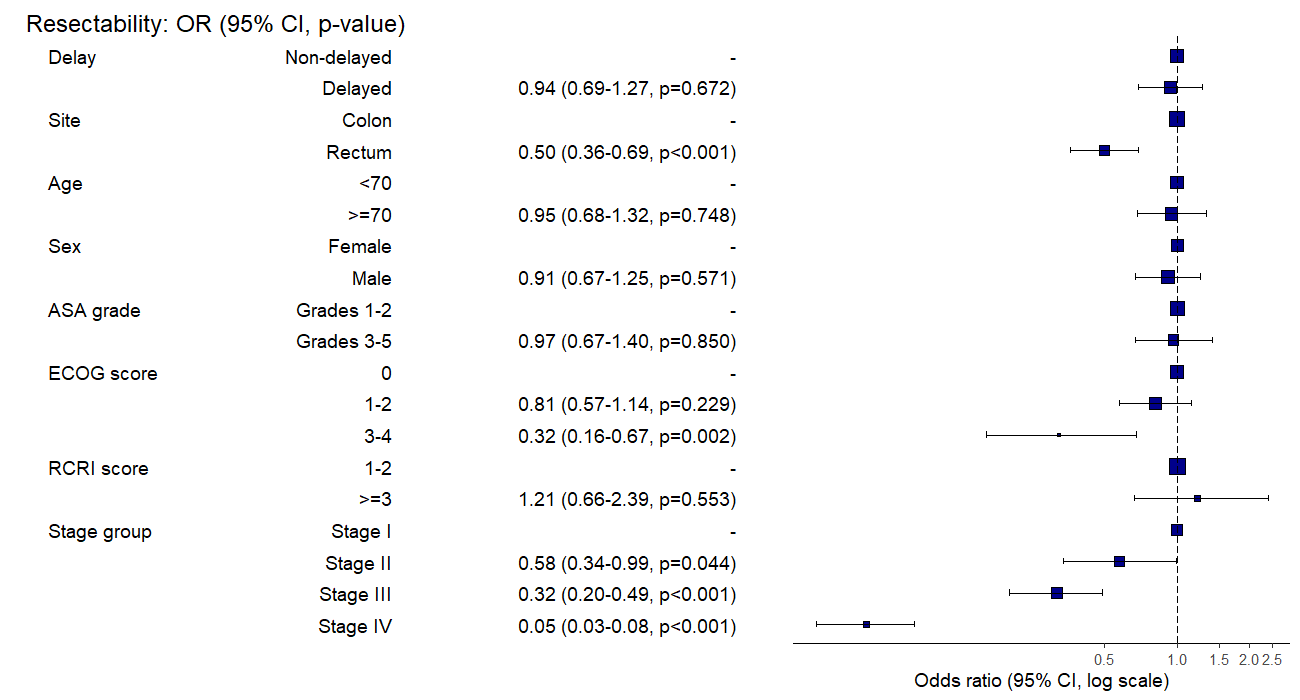 Resectability: OR (95% CI, p-value)
Delay Non-delayed -
Delayed 0.94 (0.69-1.27, p=0.672)
Site Colon -
Rectum 0.50 (0.36-0.69, p<0.001)
Age <70 -
>=70 0.95 (0.68-1.32, p=0.748)
Sex Female -
Male 0.91 (0.67-1.25, p=0.571)
ASA grade Grades 1-2 -
Grades 3-5 0.97 (0.67-1.40, p=0.850)
ECOG score 0 -
1-2 0.81 (0.57-1.14, p=0.229)
3-4 0.32 (0.16-0.67, p=0.002)
RCRI score 1-2 -
>=3 1.21 (0.66-2.39, p=0.553)
Stage group Stage I -
Stage II 0.58 (0.34-0.99, p=0.044)
Stage III 0.32 (0.20-0.49, p<0.001)
Stage IV 0.05 (0.03-0.08, p<0.001)
0.5 1.0 1.5 2.0 2.5
Odds ratio (95% CI, log scale)